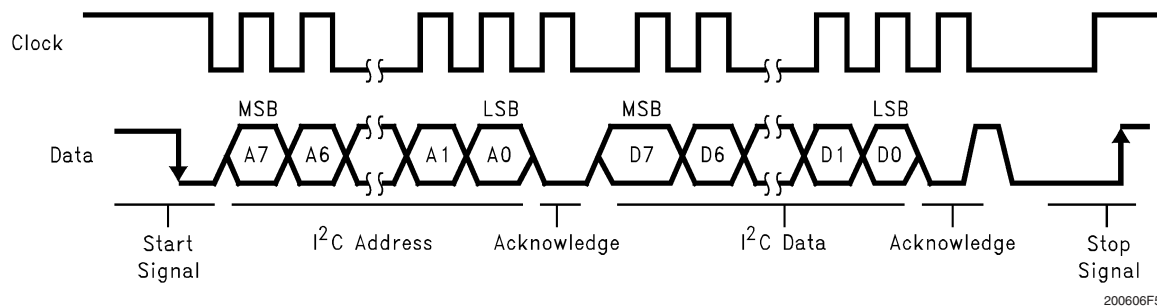 Clock
MSB LSB MSB LSB
Data A7 A6 A1 A0 D7 D6 D1 D0
Start Signal
I²C Address
Acknowledge
I²C Data
Acknowledge
Stop Signal